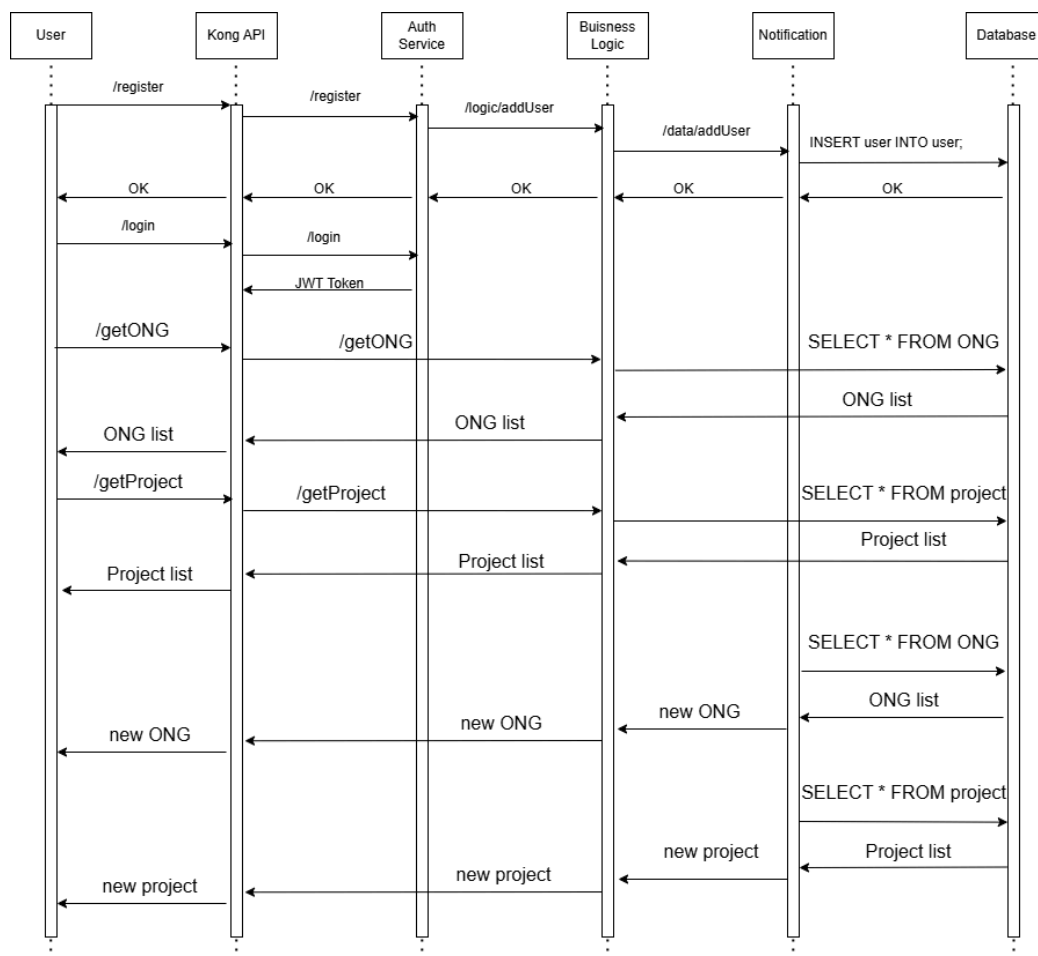 User
Kong API
Auth
Service
Buisness
Logic
Notification
Database
/register
/register
/logic/addUser
/data/addUser
INSERT user INTO user;
OK
OK
OK
OK
OK
/login
/login
JWT Token
/getONG
/getONG
SELECT * FROM ONG
ONG list
ONG list
ONG list
/getProject
/getProject
SELECT * FROM project
Project list
Project list
Project list
SELECT * FROM ONG
ONG list
new ONG
new ONG
new ONG
SELECT * FROM project
Project list
new project
new project
new project